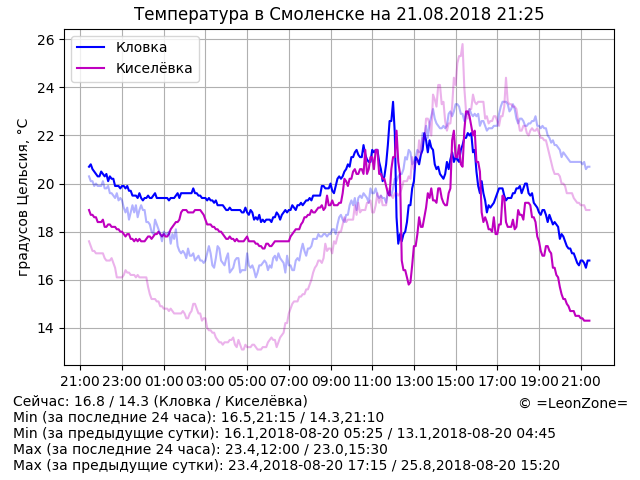 Температура в Смоленске на 21.08.2018 21:25
Кловка
Киселёвка
градусов Цельсия, °C
26
24
22
20
18
16
14
21:00 23:00 01:00 03:00 05:00 07:00 09:00 11:00 13:00 15:00 17:00 19:00 21:00
Сейчас: 16.8 / 14.3 (Кловка / Киселёвка)
© =LeonZone=
Min (за последние 24 часа): 16.5,21:15 / 14.3,21:10
Min (за предыдущие сутки): 16.1,2018-08-20 05:25 / 13.1,2018-08-20 04:45
Max (за последние 24 часа): 23.4,12:00 / 23.0,15:30
Max (за предыдущие сутки): 23.4,2018-08-20 17:15 / 25.8,2018-08-20 15:20